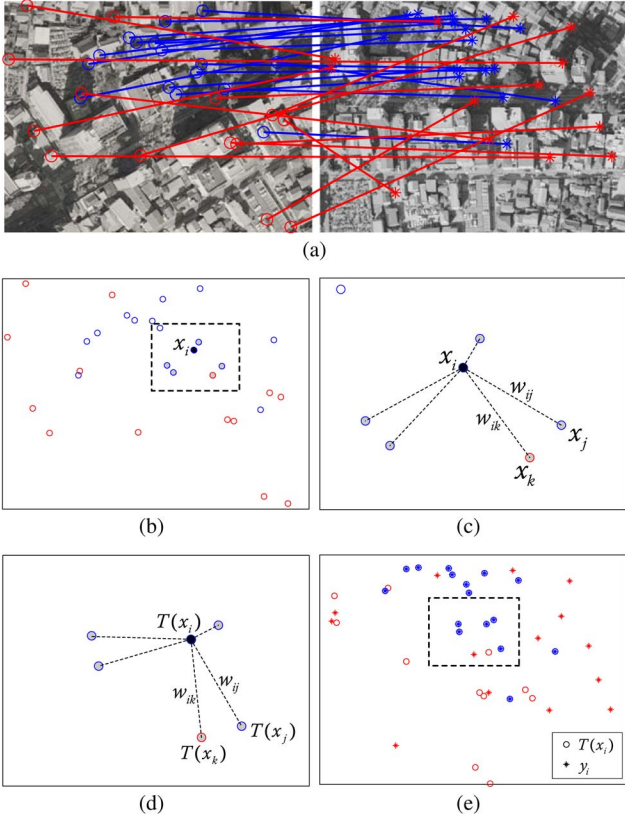 (a)
x_i
(b)
x_i
w_ij
w_ik
x_j
x_k
(c)
T(x_i)
w_ij
w_ik
T(x_j)
T(x_k)
(d)
T(x_i)
y_i
(e)